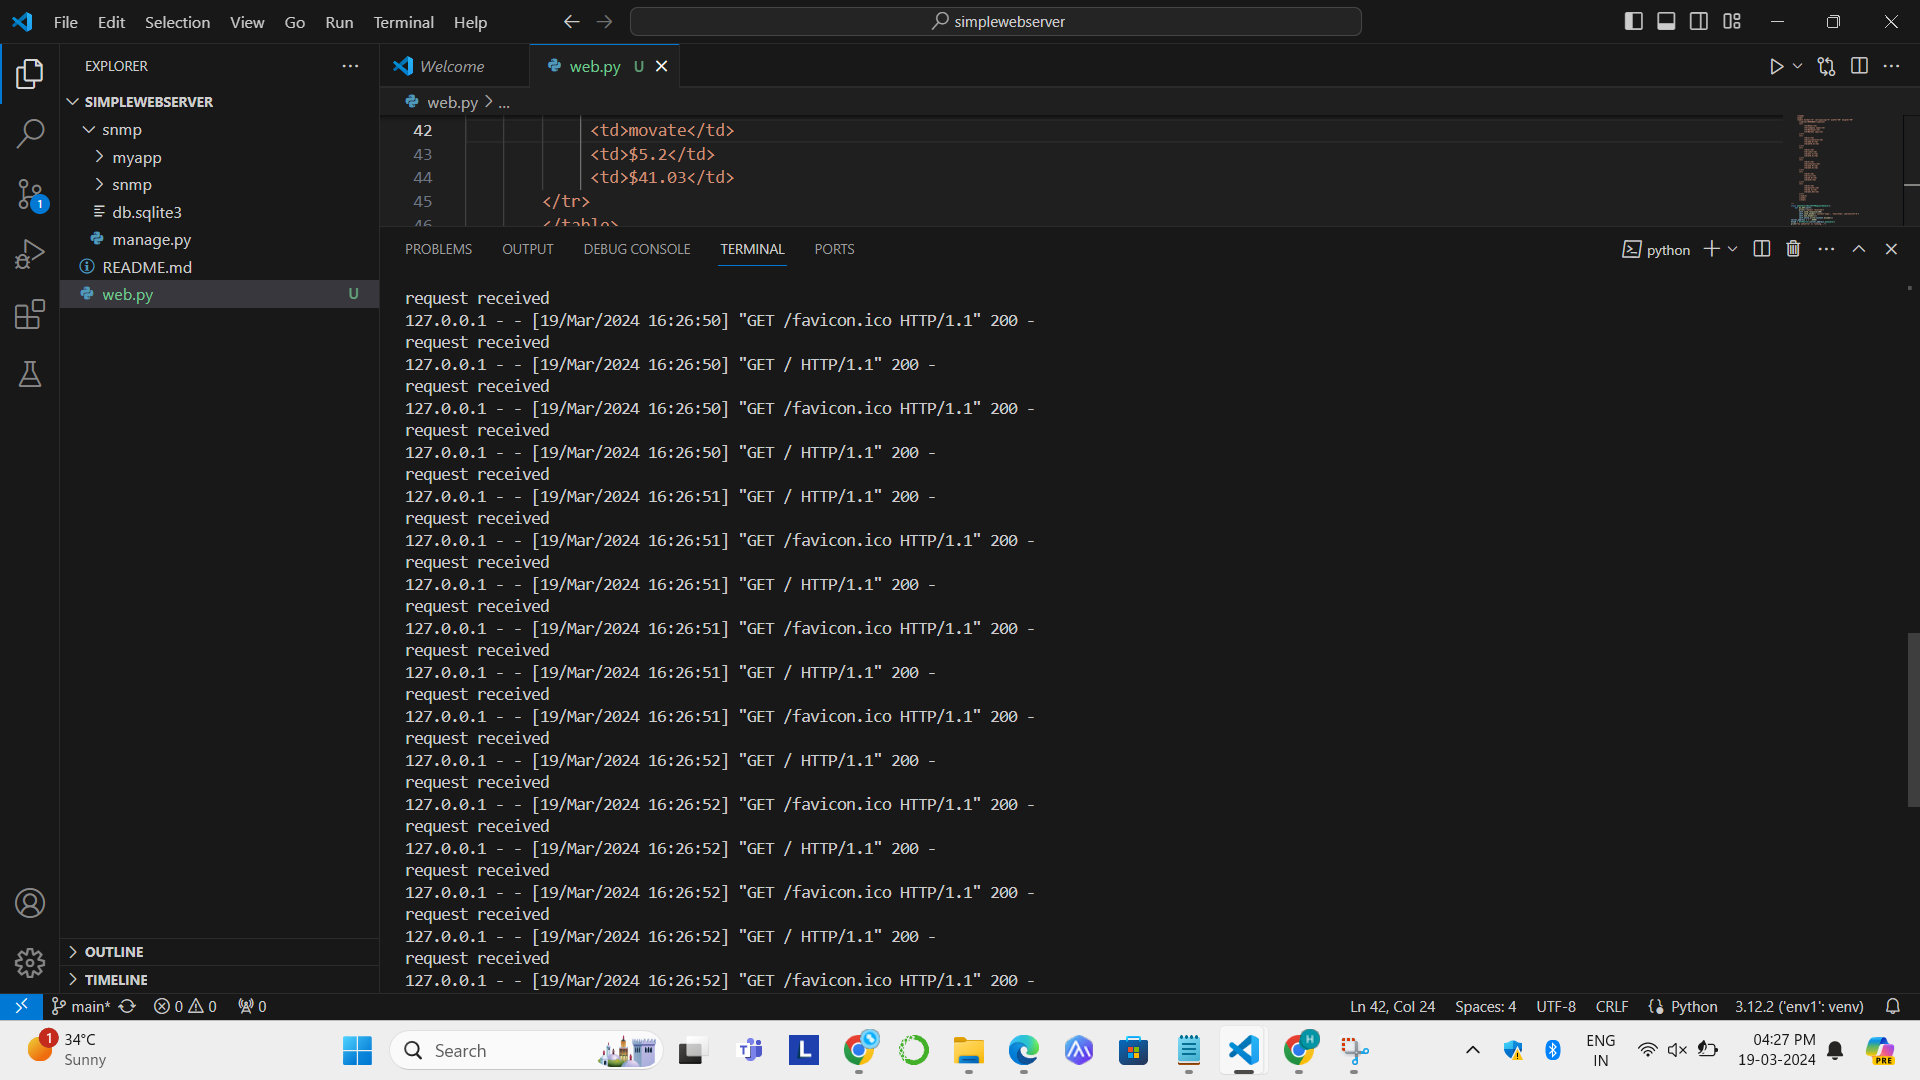 File Edit Selection View Go Run Terminal Help
simplewebserver
EXPLORER
SIMPLEWEBSERVER
snmp
myapp
snmp
db.sqlite3
manage.py
README.md
web.py U
OUTLINE
TIMELINE
1
Welcome
web.py U
web.py > ...
42 <td>movate</td>
43 <td>$5.2</td>
44 <td>$41.03</td>
45 </tr>
46 </table>
PROBLEMS OUTPUT DEBUG CONSOLE TERMINAL PORTS
python
request received
127.0.0.1 - - [19/Mar/2024 16:26:50] "GET /favicon.ico HTTP/1.1" 200 -
request received
127.0.0.1 - - [19/Mar/2024 16:26:50] "GET / HTTP/1.1" 200 -
request received
127.0.0.1 - - [19/Mar/2024 16:26:50] "GET /favicon.ico HTTP/1.1" 200 -
request received
127.0.0.1 - - [19/Mar/2024 16:26:50] "GET / HTTP/1.1" 200 -
request received
127.0.0.1 - - [19/Mar/2024 16:26:51] "GET / HTTP/1.1" 200 -
request received
127.0.0.1 - - [19/Mar/2024 16:26:51] "GET /favicon.ico HTTP/1.1" 200 -
request received
127.0.0.1 - - [19/Mar/2024 16:26:51] "GET / HTTP/1.1" 200 -
request received
127.0.0.1 - - [19/Mar/2024 16:26:51] "GET /favicon.ico HTTP/1.1" 200 -
request received
127.0.0.1 - - [19/Mar/2024 16:26:51] "GET / HTTP/1.1" 200 -
request received
127.0.0.1 - - [19/Mar/2024 16:26:51] "GET /favicon.ico HTTP/1.1" 200 -
request received
127.0.0.1 - - [19/Mar/2024 16:26:52] "GET / HTTP/1.1" 200 -
request received
127.0.0.1 - - [19/Mar/2024 16:26:52] "GET /favicon.ico HTTP/1.1" 200 -
request received
127.0.0.1 - - [19/Mar/2024 16:26:52] "GET / HTTP/1.1" 200 -
request received
127.0.0.1 - - [19/Mar/2024 16:26:52] "GET /favicon.ico HTTP/1.1" 200 -
request received
127.0.0.1 - - [19/Mar/2024 16:26:52] "GET / HTTP/1.1" 200 -
request received
127.0.0.1 - - [19/Mar/2024 16:26:52] "GET /favicon.ico HTTP/1.1" 200 -
main* 0 0 0
Ln 42, Col 24 Spaces: 4 UTF-8 CRLF Python 3.12.2 ('env1': venv)
1
34°C
Sunny
Search
L
H
ENG
IN
04:27 PM
19-03-2024
PRE